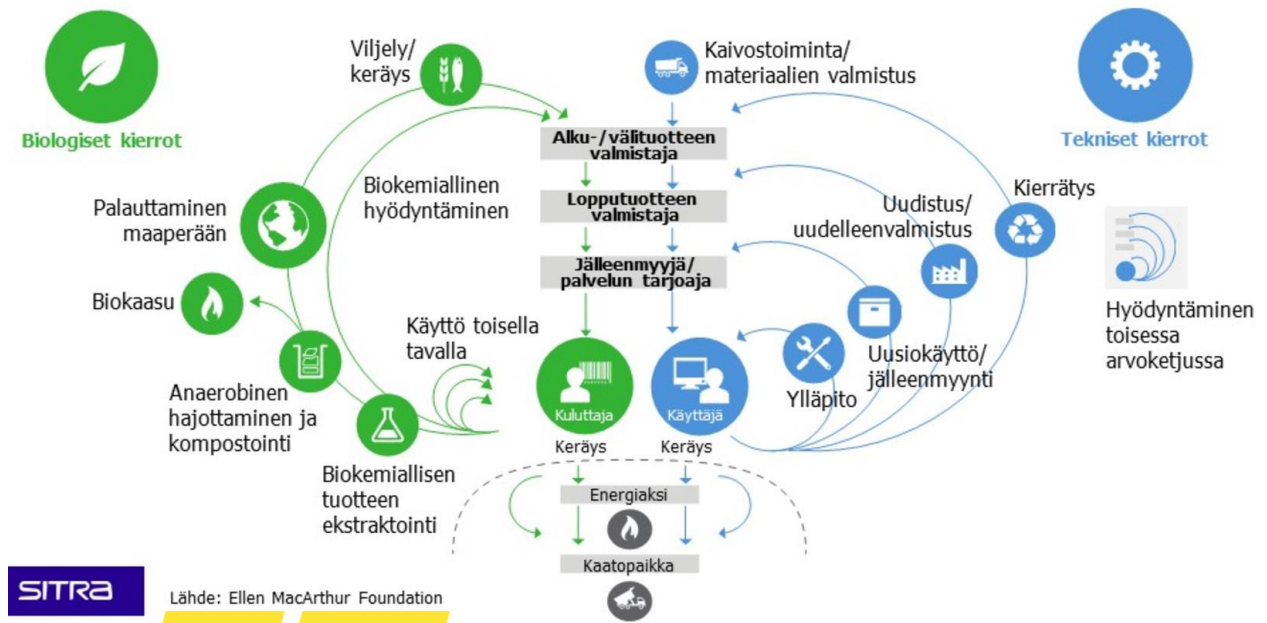 Biologiset kierrot
Viljely/
keräys
Kaivostoiminta/
materiaalien valmistus
Tekniset kierrot
Alku-/välituotteen
valmistaja
Lopputuotteen
valmistaja
Jälleenmyyjä/
palvelun tarjoaja
Biokemiallinen
hyödyntäminen
Palauttaminen
maaperään
Biokaasu
Anaerobinen
hajottaminen ja
kompostointi
Käyttö toisella
tavalla
Biokemiallisen
tuotteen
ekstraktointi
Kuluttaja
Käyttäjä
Keräys
Keräys
Ylläpito
Uusiokäyttö/
jälleenmyynti
Uudistus/
uudelleenvalmistus
Kierrätys
Hyödyntäminen
toisessa
arvoketjussa
Energiaksi
Kaatopaikka
SITRA
Lähde: Ellen MacArthur Foundation